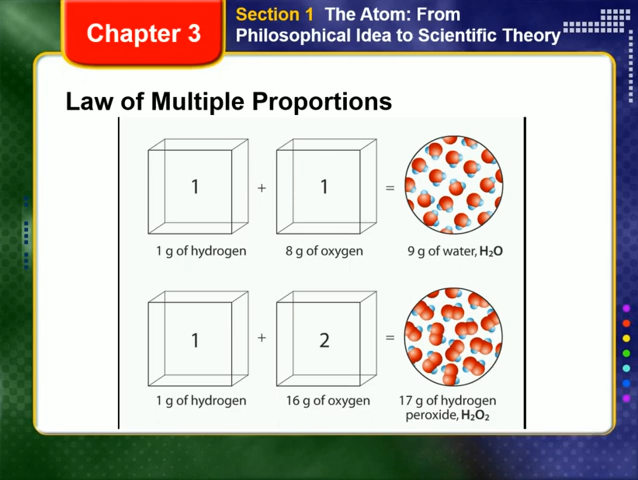 Chapter 3
Section 1 The Atom: From
Philosophical Idea to Scientific Theory
Law of Multiple Proportions
1 + 1 =
1 g of hydrogen 8 g of oxygen 9 g of water, H2O
1 + 2 =
1 g of hydrogen 16 g of oxygen 17 g of hydrogen
peroxide, H2O2